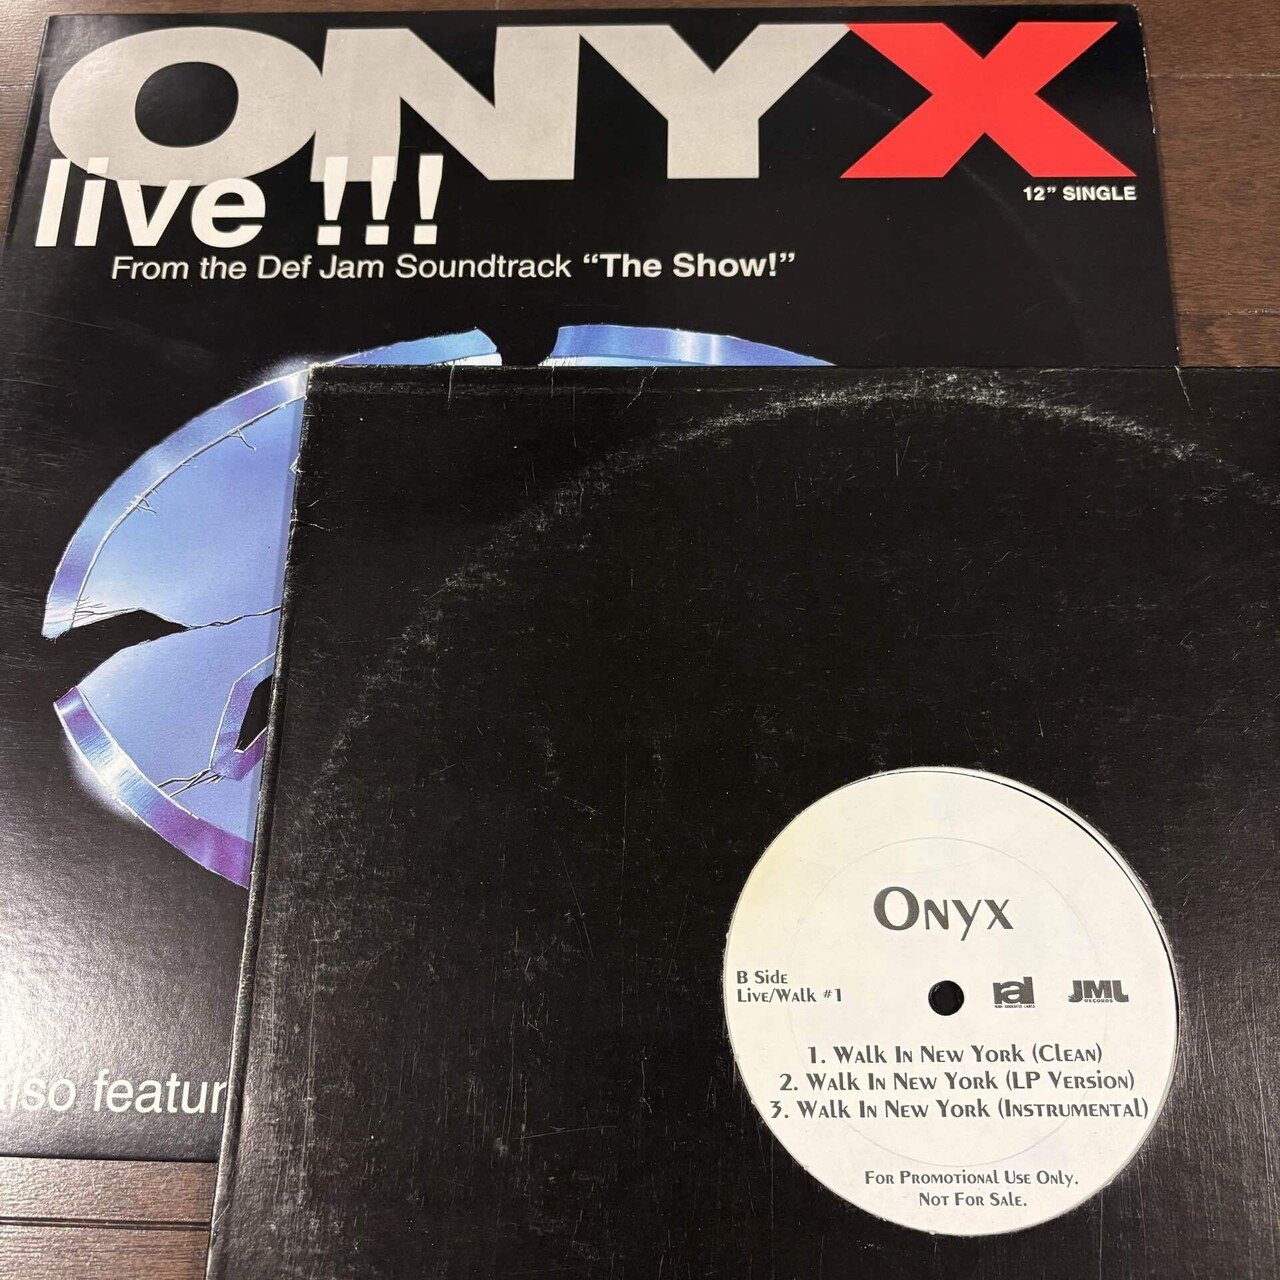 ONYX
live !!!
12” SINGLE
From the Def Jam Soundtrack “The Show!”
lso featur
Onyx
B Side
Live/Walk #1
ral
JML
RECORDS
1. Walk In New York (Clean)
2. Walk In New York (LP Version)
3. Walk In New York (Instrumental)
For Promotional Use Only.
Not For Sale.